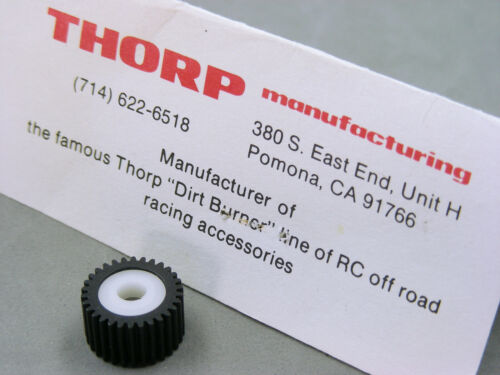 THORP manufacturing
(714) 622-6518
380 S. East End, Unit H
Pomona, CA 91766
Manufacturer of
the famous Thorp "Dirt Burner" line of RC off road
racing accessories